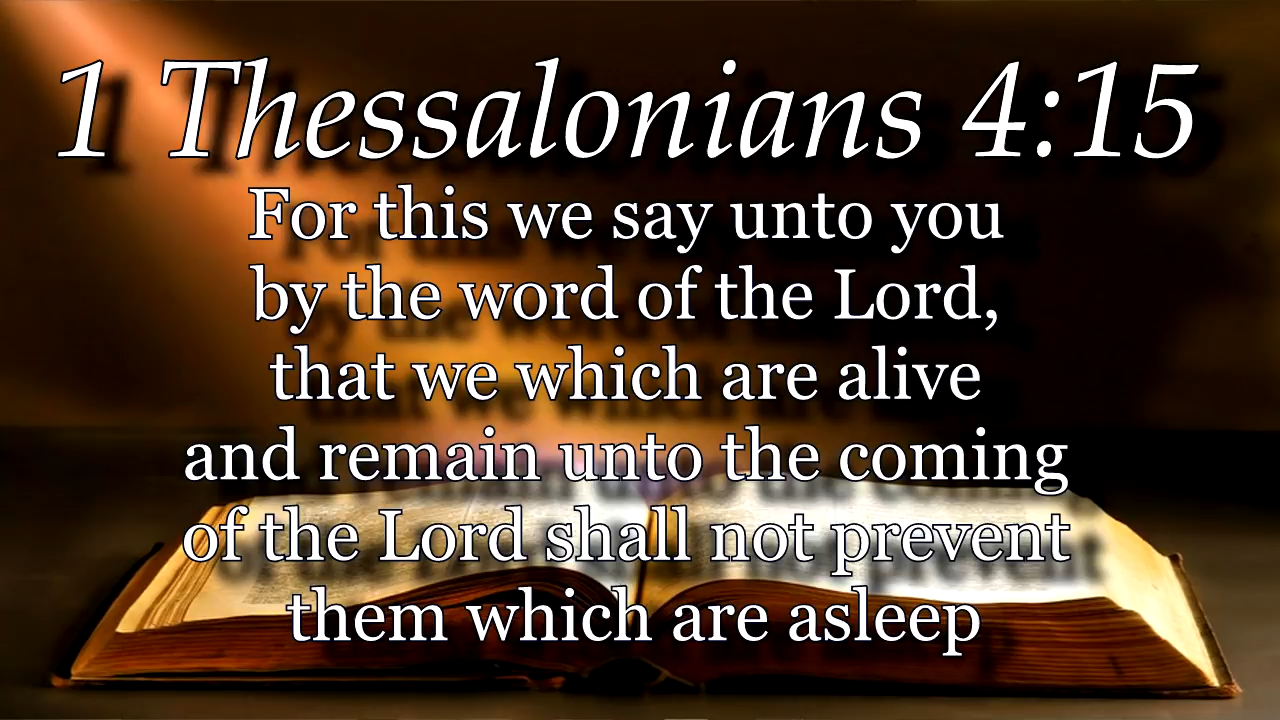 1 Thessalonians 4:15
For this we say unto you
by the word of the Lord,
that we which are alive
and remain unto the coming
of the Lord shall not prevent
them which are asleep